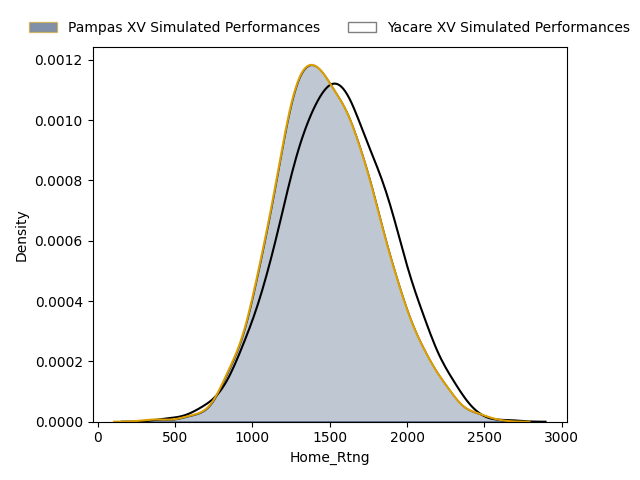 Pampas XV Simulated Performances Yacare XV Simulated Performances
0.0012
0.0010
0.0008
0.0006
0.0004
0.0002
0.0000
Density
0 500 1000 1500 2000 2500 3000
Home_Rtng